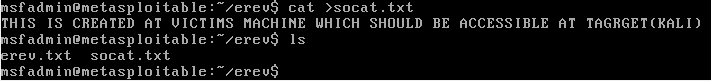 msfadmin@metasploitable:~/erev$ cat >socat.txt
THIS IS CREATED AT VICTIMS MACHINE WHICH SHOULD BE ACCESSIBLE AT TAGRGET(KALI)
msfadmin@metasploitable:~/erev$ ls
erev.txt  socat.txt
msfadmin@metasploitable:~/erev$